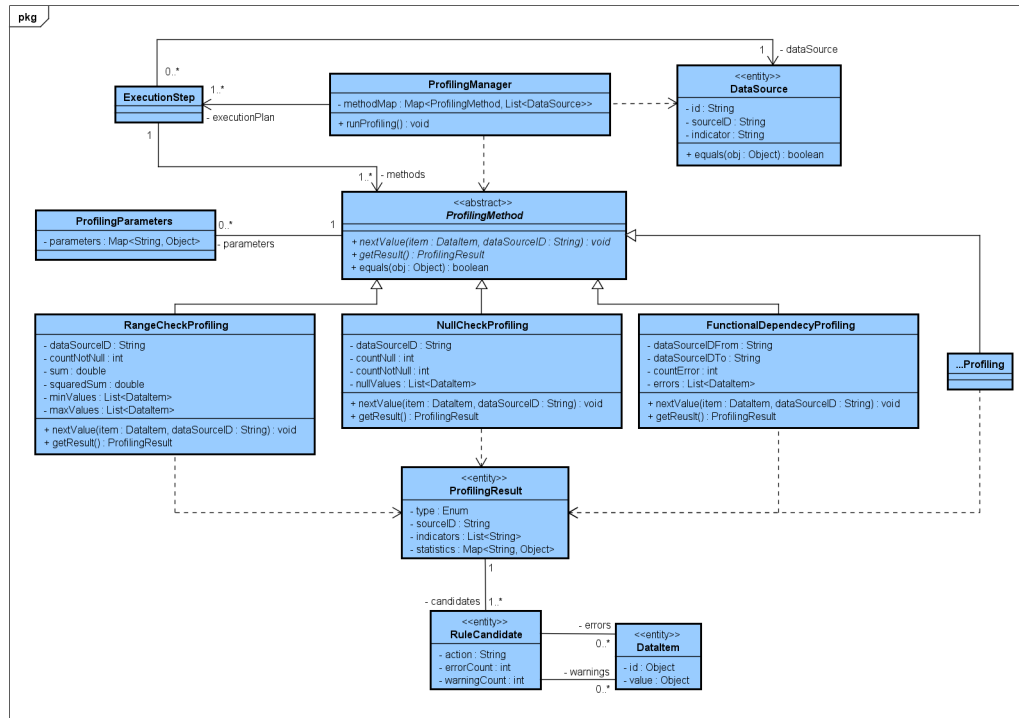 pkg
1
- dataSource
0..*
ExecutionStep
1..*
- executionPlan
1
ProfilingManager
- methodMap : Map<ProfilingMethod, List<DataSource>>
+ runProfiling() : void
<<entity>>
DataSource
- id : String
- sourceID : String
- indicator : String
+ equals(obj : Object) : boolean
1..*
- methods
ProfilingParameters
- parameters : Map<String, Object>
0..*
- parameters
1
<<abstract>>
ProfilingMethod
+ nextValue(item : DataItem, dataSourceID : String) : void
+ getResult() : ProfilingResult
+ equals(obj : Object) : boolean
RangeCheckProfiling
- dataSourceID : String
- countNotNull : int
- sum : double
- squaredSum : double
- minValues : List<DataItem>
- maxValues : List<DataItem>
+ nextValue(item : DataItem, dataSourceID : String) : void
+ getResult() : ProfilingResult
NullCheckProfiling
- dataSourceID : String
- countNull : int
- countNotNull : int
- nullValues : List<DataItem>
+ nextValue(item : DataItem, dataSourceID : String) : void
+ getResult() : ProfilingResult
FunctionalDependecyProfiling
- dataSourceIDFrom : String
- dataSourceIDTo : String
- countError : int
- errors : List<DataItem>
+ nextValue(item : DataItem, dataSourceID : String) : void
+ getReuslt() : ProfilingResult
...Profiling
<<entity>>
ProfilingResult
- type : Enum
- sourceID : String
- indicators : List<String>
- statistics : Map<String, Object>
1
- candidates
1..*
<<entity>>
RuleCandidate
- action : String
- errorCount : int
- warningCount : int
- errors
0..*
- warnings
0..*
<<entity>>
DataItem
- id : Object
- value : Object